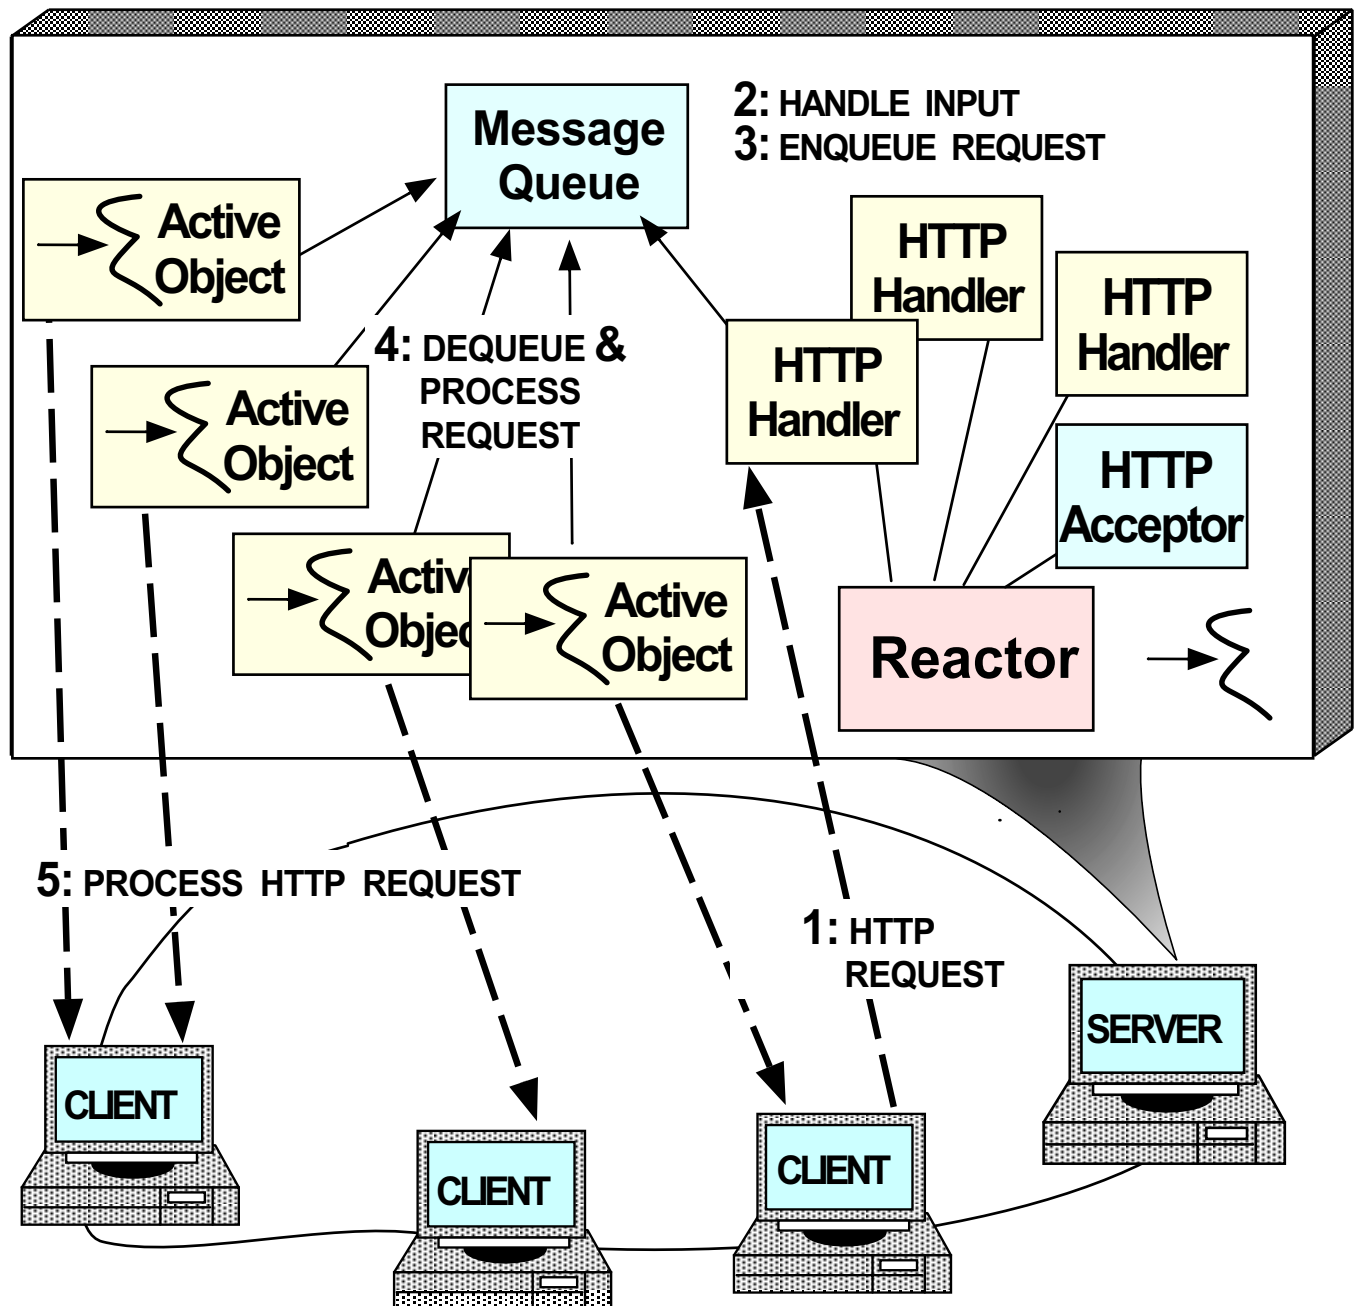 2: HANDLE INPUT
3: ENQUEUE REQUEST
Message
Queue
Active
Object
HTTP
Handler
HTTP
Handler
HTTP
Handler
4: DEQUEUE &
PROCESS
REQUEST
Active
Object
HTTP
Acceptor
Active
Objec
Active
Object
Reactor
5: PROCESS HTTP REQUEST
1: HTTP
REQUEST
SERVER
CLIENT
CLIENT
CLIENT